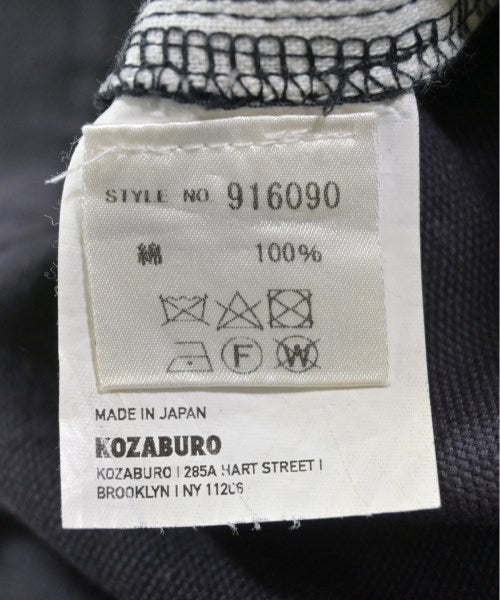 STYLE NO. 916090
綿 100%
F W
MADE IN JAPAN
KOZABURO
KOZABURO | 285A HART STREET |
BROOKLYN | NY 11206